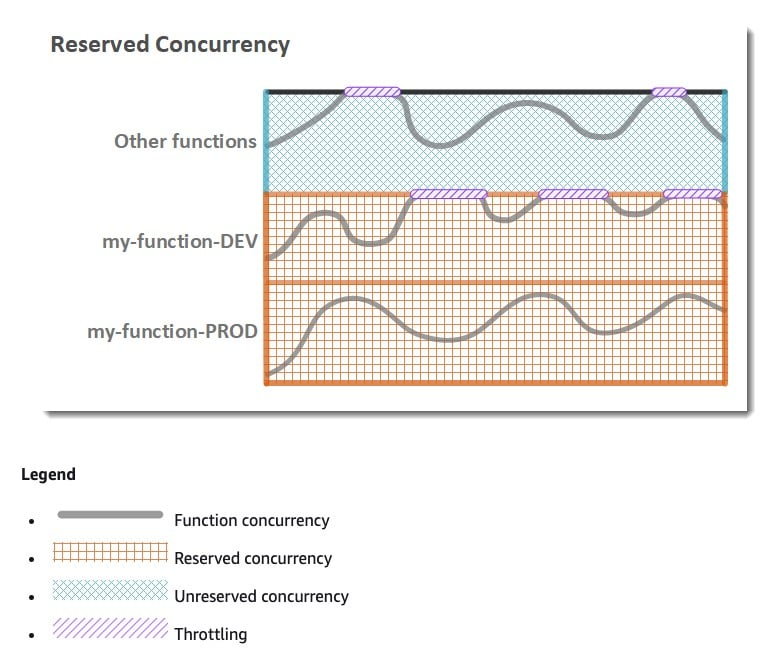 Reserved Concurrency
Other functions
my-function-DEV
my-function-PROD
Legend
Function concurrency
Reserved concurrency
Unreserved concurrency
Throttling